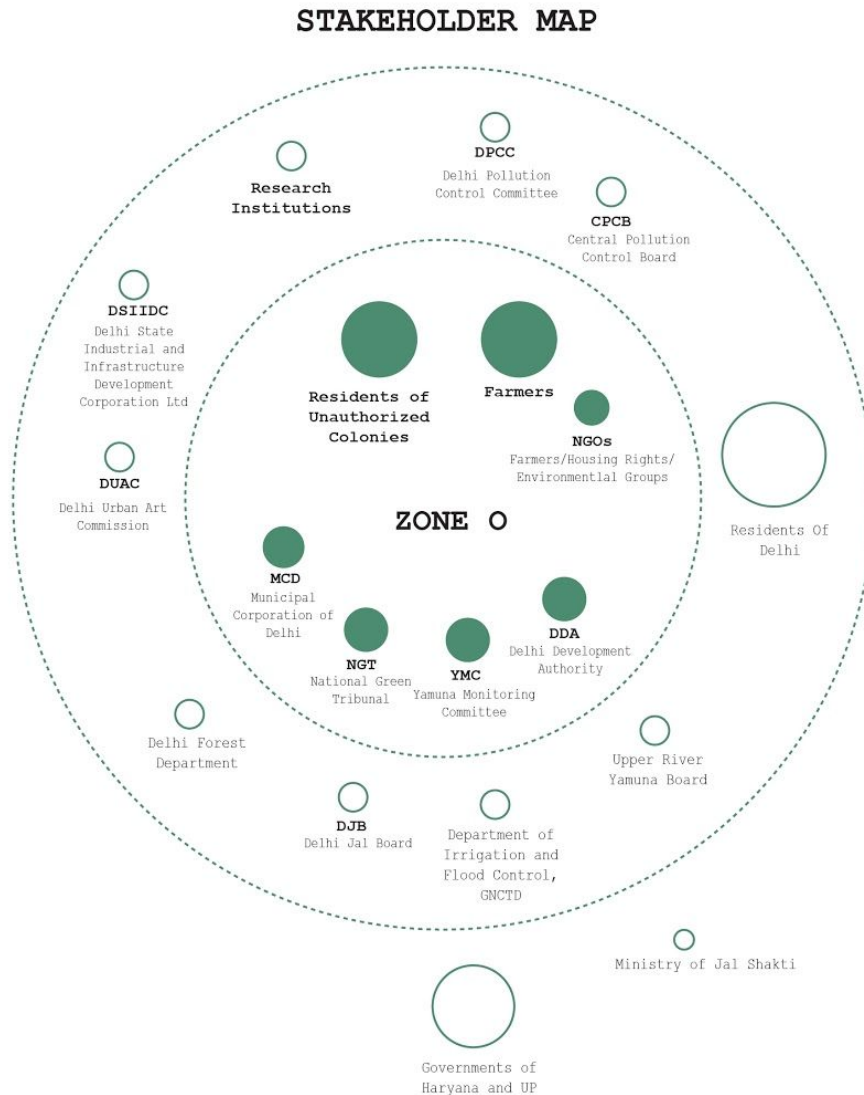 STAKEHOLDER MAP
DPCC
Delhi Pollution
Control Committee
Research
Institutions
CPCB
Central Pollution
Control Board
DSIIDC
Delhi State
Industrial and
Infrastructure
Development
Corporation Ltd
Residents of
Unauthorized
Colonies
Farmers
NGOs
Farmers/Housing Rights/
Environmentlal Groups
DUAC
Delhi Urban Art
Commission
ZONE O
Residents Of
Delhi
MCD
Municipal
Corporation of
Delhi
NGT
National Green
Tribunal
YMC
Yamuna Monitoring
Committee
DDA
Delhi Development
Authority
Delhi Forest
Department
Upper River
Yamuna Board
DJB
Delhi Jal Board
Department of
Irrigation and
Flood Control,
GNCTD
Ministry of Jal Shakti
Governments of
Haryana and UP